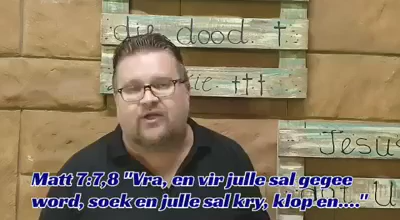 die dood. †
†††
Jesus
Matt 7:7,8 "Vra, en vir julle sal gegee
word, soek en julle sal kry, klop en...."